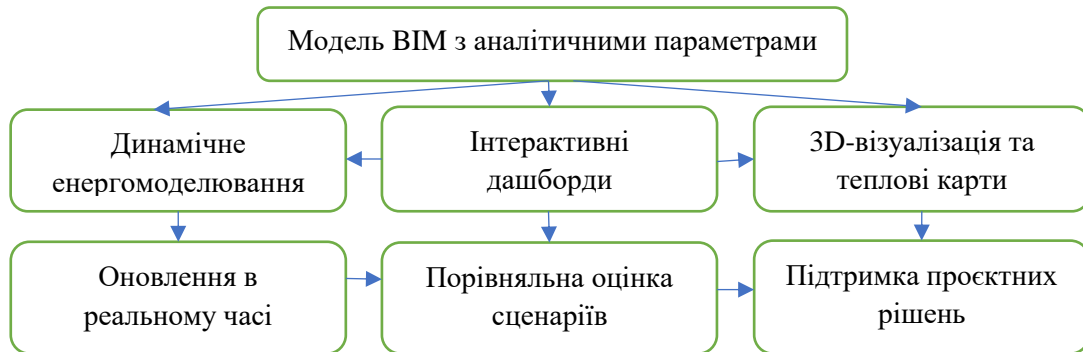 Модель BIM з аналітичними параметрами
Динамічне
енергомоделювання
Інтерактивні
дашборди
3D-візуалізація та
теплові карти
Оновлення в
реальному часі
Порівняльна оцінка
сценаріїв
Підтримка проєктних
рішень